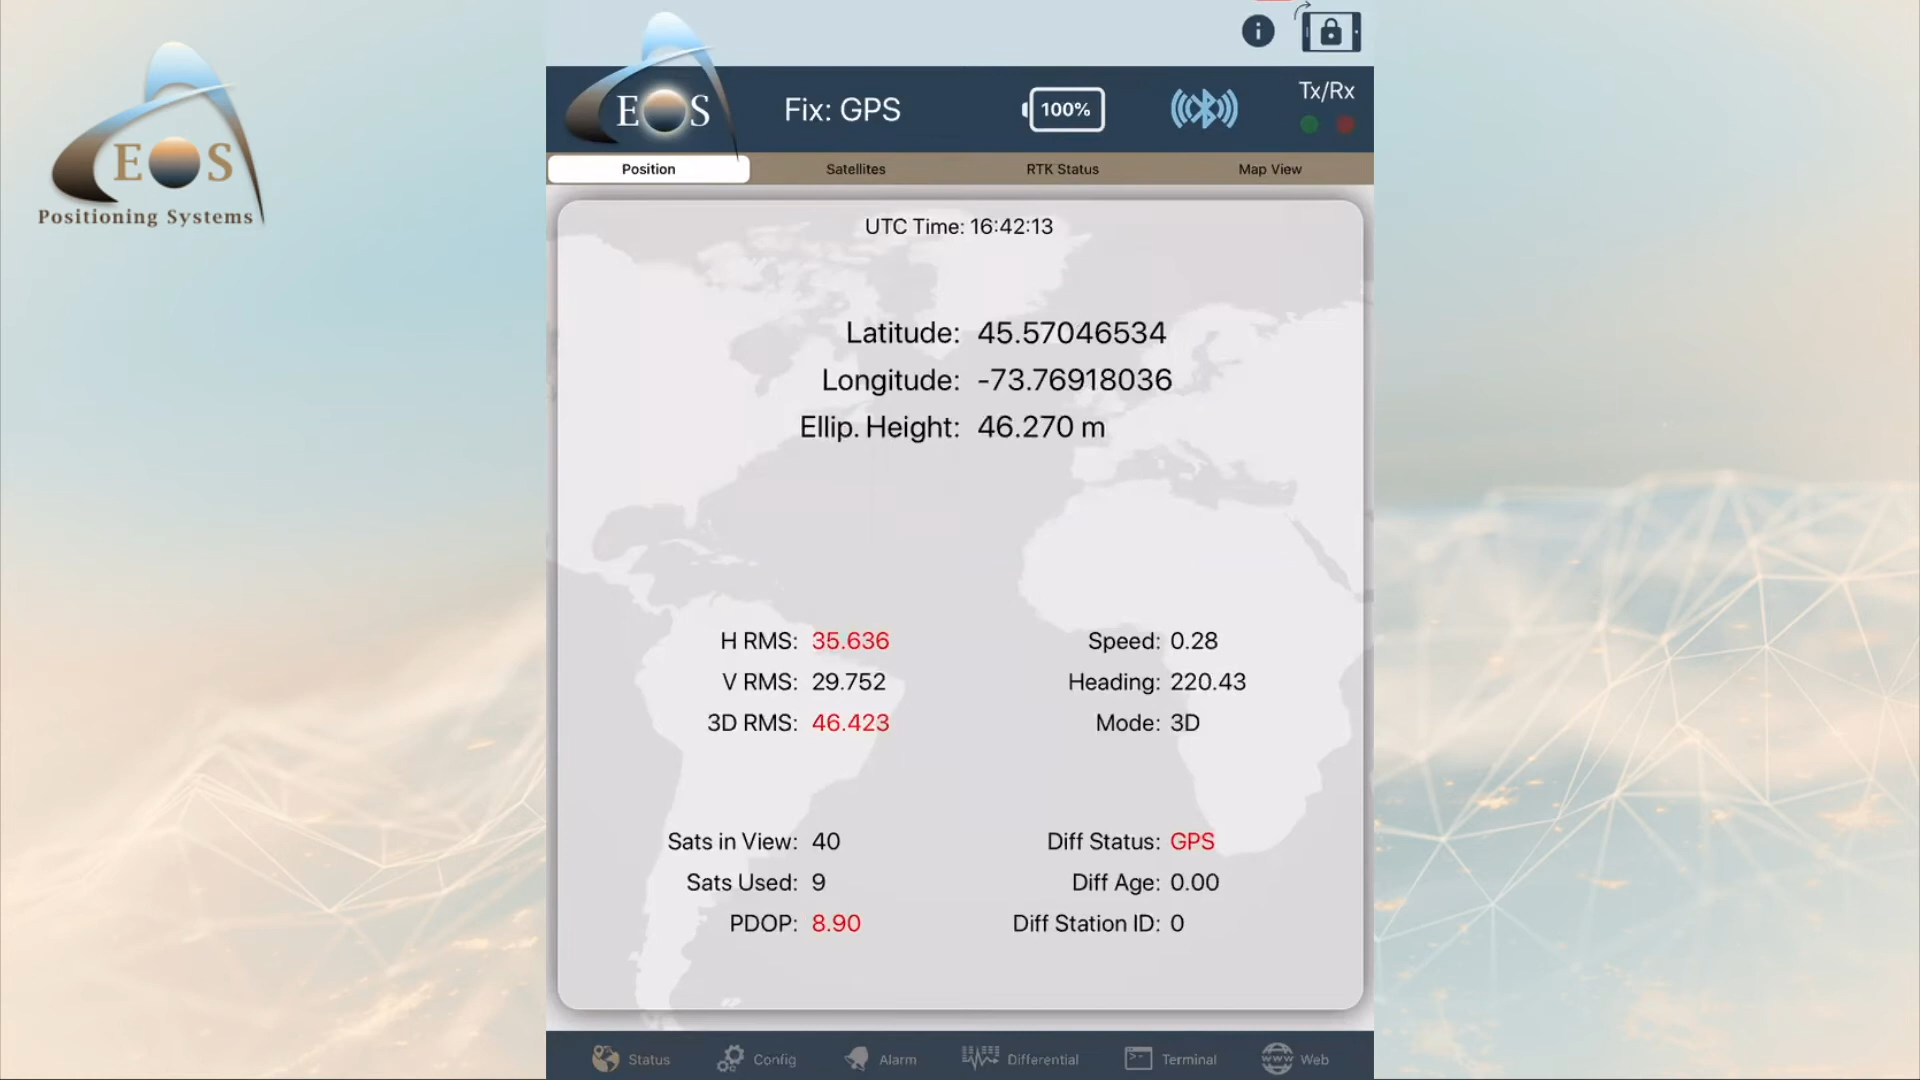 EOS
Positioning Systems
EOS
Fix: GPS
100%
Tx/Rx
Position
Satellites
RTK Status
Map View
UTC Time: 16:42:13
Latitude: 45.57046534
Longitude: -73.76918036
Ellip. Height: 46.270 m
H RMS: 35.636
V RMS: 29.752
3D RMS: 46.423
Speed: 0.28
Heading: 220.43
Mode: 3D
Sats in View: 40
Sats Used: 9
PDOP: 8.90
Diff Status: GPS
Diff Age: 0.00
Diff Station ID: 0
Status
Config
Alarm
Differential
Terminal
www
Web